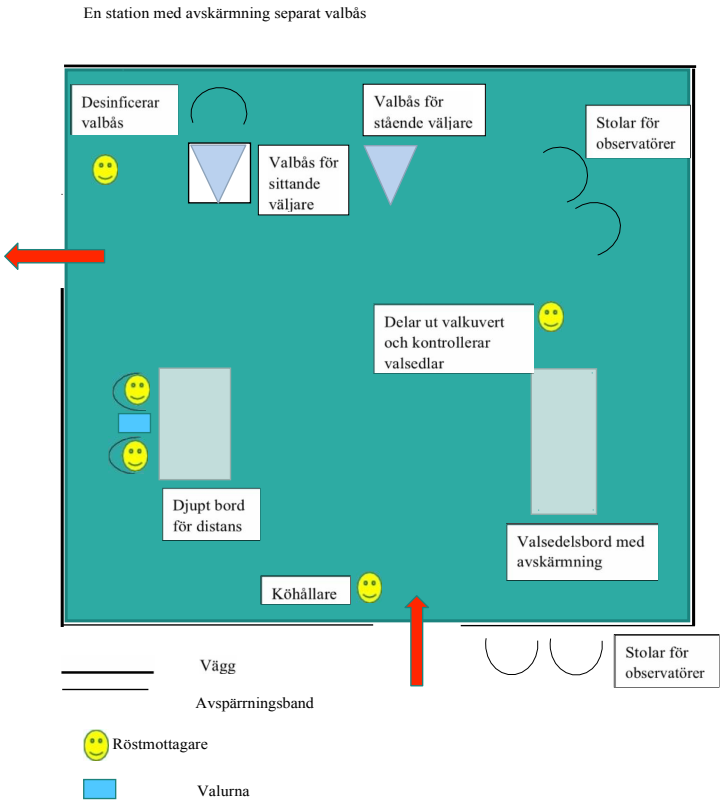 En station med avskärmning separat valbås
Desinficerar
valbås
Valbås för
stående väljare
Stolar för
observatörer
Valbås för
sittande
väljare
Delar ut valkuvert
och kontrollerar
valsedlar
Djupt bord
för distans
Valsedelsbord med
avskärmning
Köhållare
Stolar för
observatörer
Vägg
Avspärrningsband
Röstmottagare
Valurna